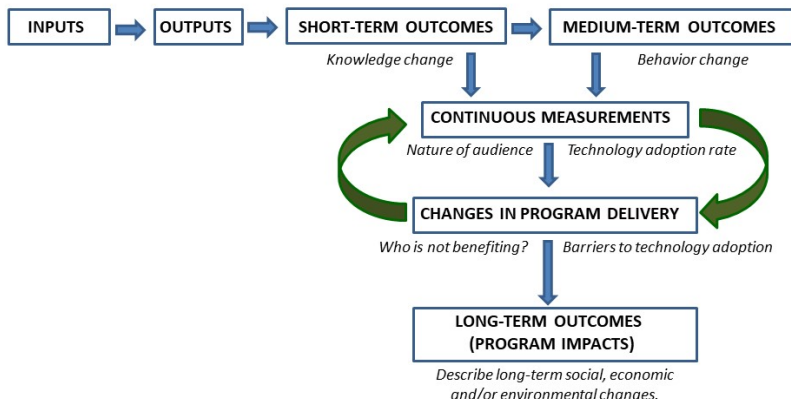 INPUTS
OUTPUTS
SHORT-TERM OUTCOMES
MEDIUM-TERM OUTCOMES
Knowledge change
Behavior change
CONTINUOUS MEASUREMENTS
Nature of audience
Technology adoption rate
CHANGES IN PROGRAM DELIVERY
Who is not benefiting?
Barriers to technology adoption
LONG-TERM OUTCOMES
(PROGRAM IMPACTS)
Describe long-term social, economic
and/or environmental changes.